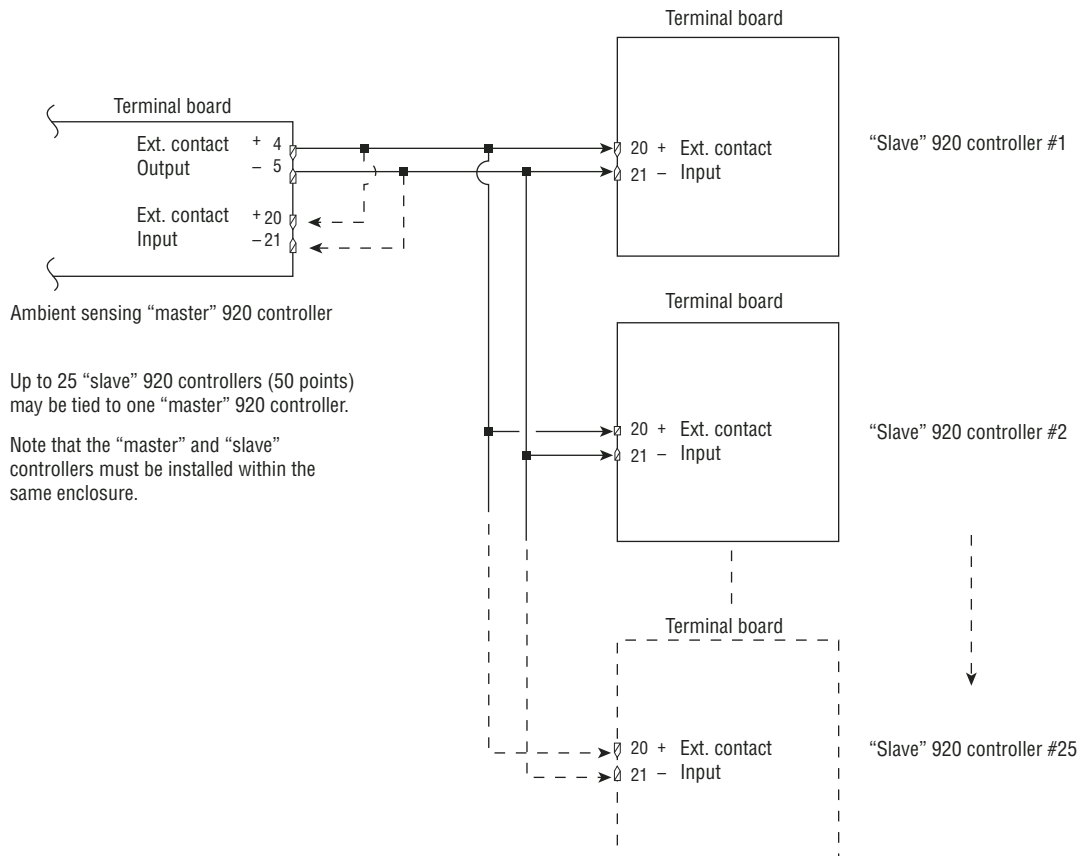 Terminal board
Terminal board
Ext. contact + 4
Output – 5
Ext. contact + 20
Input – 21
20 + Ext. contact
21 – Input
“Slave” 920 controller #1
Ambient sensing “master” 920 controller
Terminal board
Up to 25 “slave” 920 controllers (50 points)
may be tied to one “master” 920 controller.
Note that the “master” and “slave”
controllers must be installed within the
same enclosure.
20 + Ext. contact
21 – Input
“Slave” 920 controller #2
Terminal board
20 + Ext. contact
21 – Input
“Slave” 920 controller #25